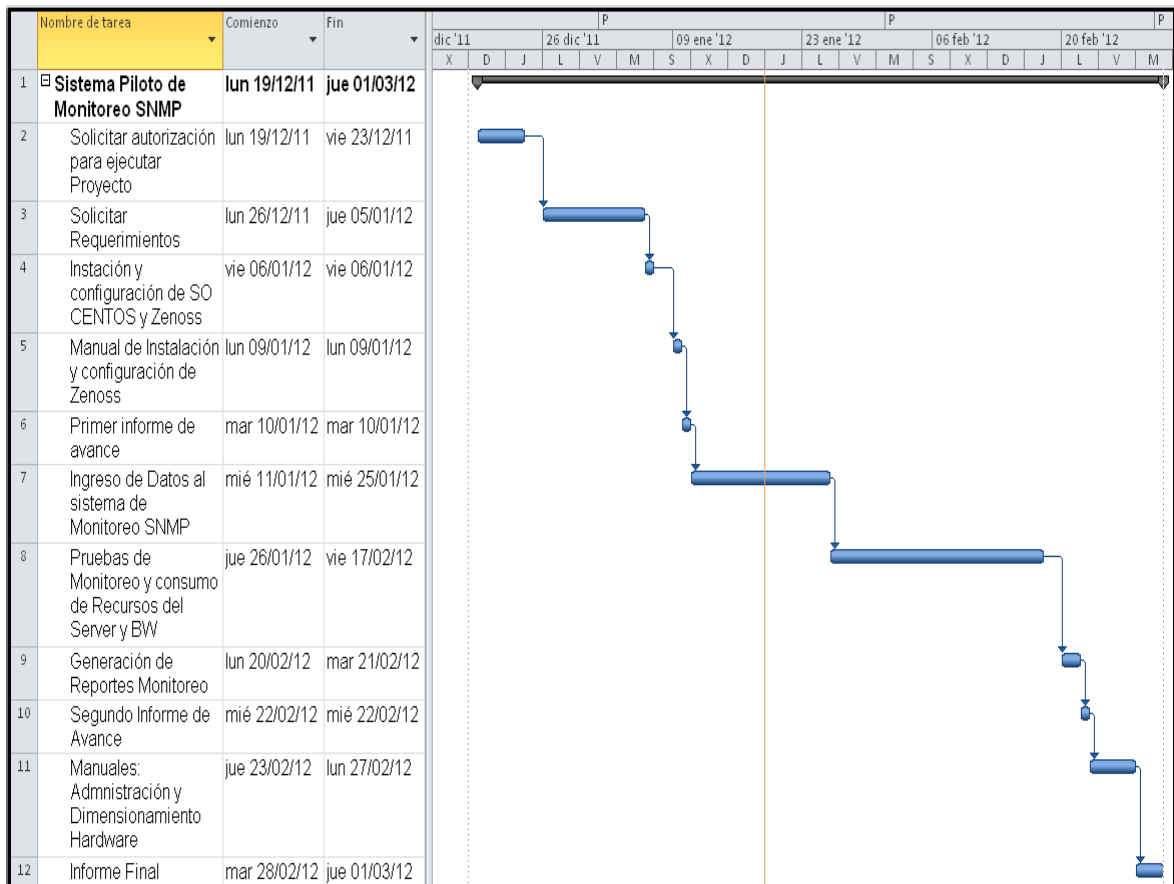 Nombre de tarea
Comienzo
Fin
P
P
P
dic '11
26 dic '11
09 ene '12
23 ene '12
06 feb '12
20 feb '12
X D J L V M S X D J L V M S X D J L V M
1 Sistema Piloto de lun 19/12/11 jue 01/03/12
Monitoreo SNMP
2 Solicitar autorización lun 19/12/11 vie 23/12/11
para ejecutar
Proyecto
3 Solicitar lun 26/12/11 jue 05/01/12
Requerimientos
4 Instación y vie 06/01/12 vie 06/01/12
configuración de SO
CENTOS y Zenoss
5 Manual de Instalación lun 09/01/12 lun 09/01/12
y configuración de
Zenoss
6 Primer informe de mar 10/01/12 mar 10/01/12
avance
7 Ingreso de Datos al mié 11/01/12 mié 25/01/12
sistema de
Monitoreo SNMP
8 Pruebas de jue 26/01/12 vie 17/02/12
Monitoreo y consumo
de Recursos del
Server y BW
9 Generación de lun 20/02/12 mar 21/02/12
Reportes Monitoreo
10 Segundo Informe de mié 22/02/12 mié 22/02/12
Avance
11 Manuales: jue 23/02/12 lun 27/02/12
Admnistración y
Dimensionamiento
Hardware
12 Informe Final mar 28/02/12 jue 01/03/12